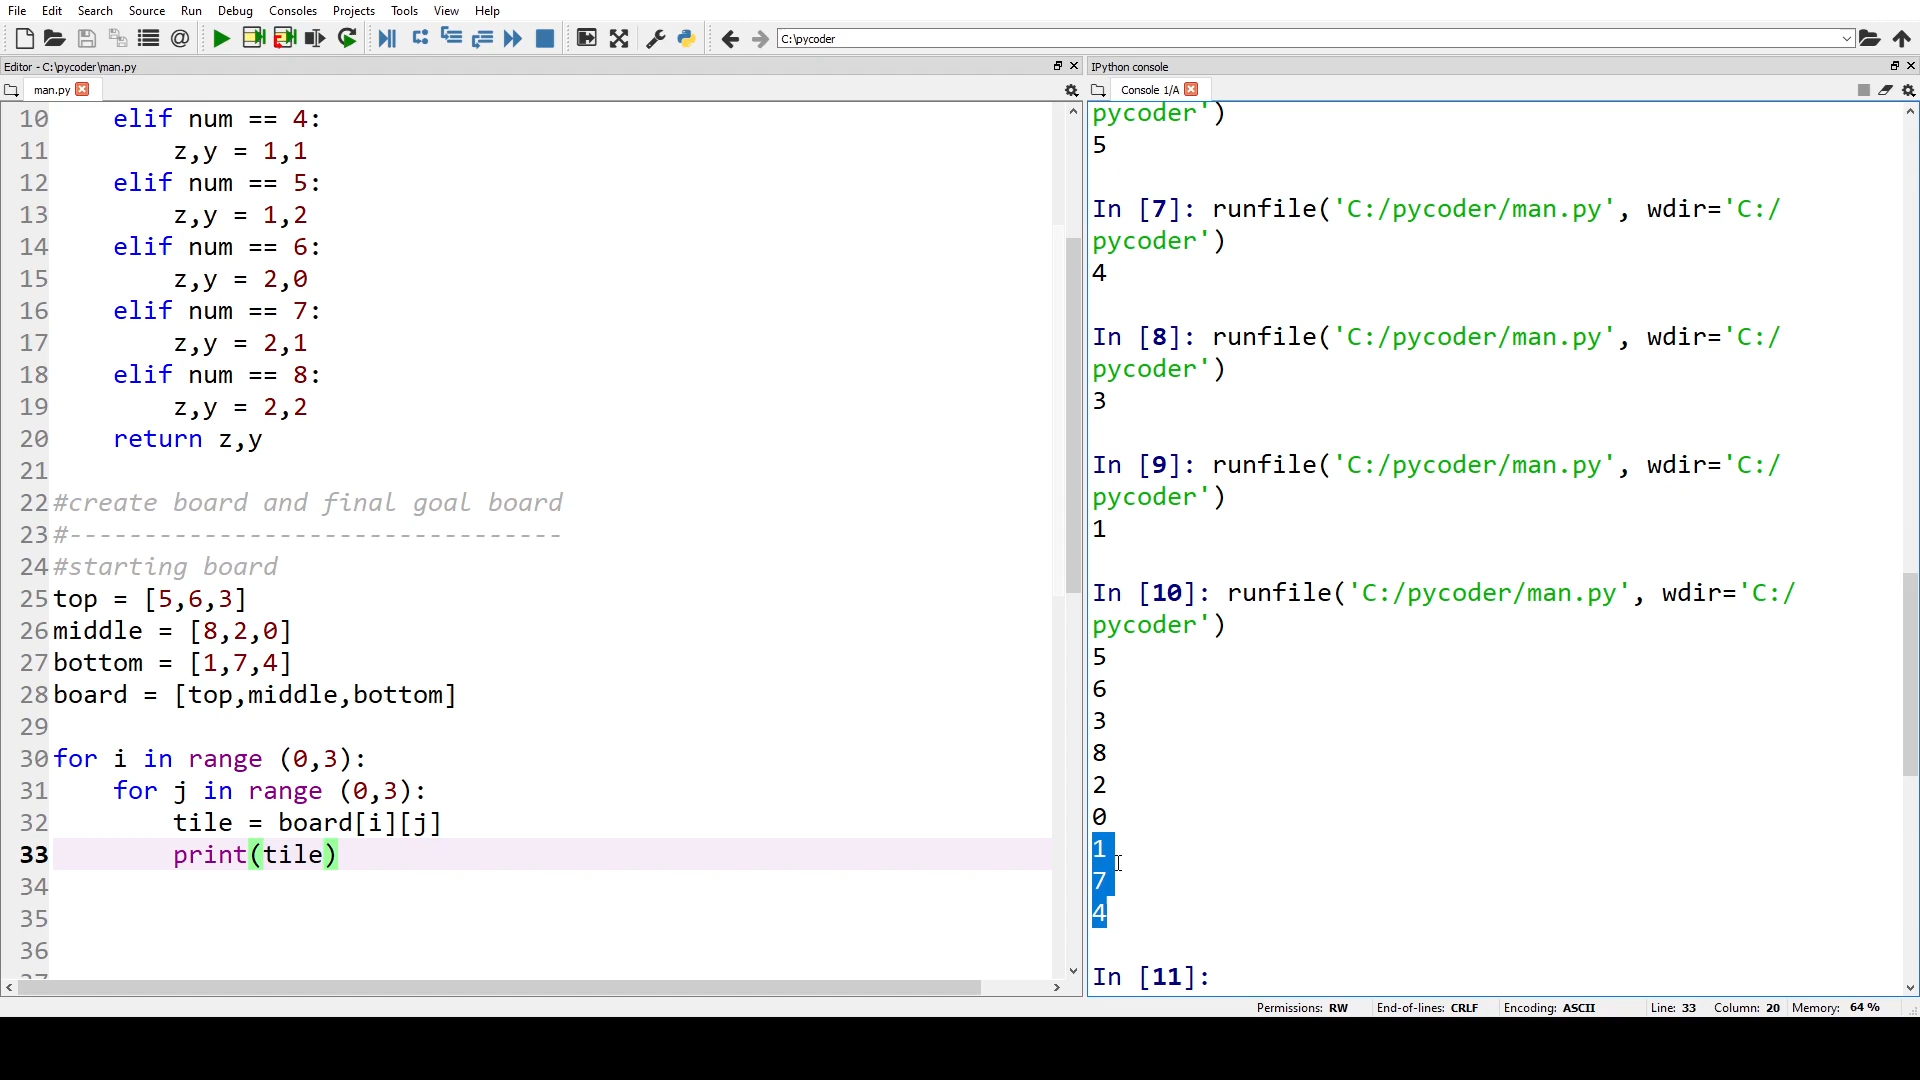 File Edit Search Source Run Debug Consoles Projects Tools View Help
C:\pycoder
Editor - C:\pycoder\man.py
man.py
10     elif num == 4:
11         z,y = 1,1
12     elif num == 5:
13         z,y = 1,2
14     elif num == 6:
15         z,y = 2,0
16     elif num == 7:
17         z,y = 2,1
18     elif num == 8:
19         z,y = 2,2
20     return z,y
21
22 #create board and final goal board
23 #---------------------------------
24 #starting board
25 top = [5,6,3]
26 middle = [8,2,0]
27 bottom = [1,7,4]
28 board = [top,middle,bottom]
29
30 for i in range (0,3):
31     for j in range (0,3):
32         tile = board[i][j]
33         print(tile)
34
35
36
37
IPython console
Console 1/A
pycoder')
5
In [7]: runfile('C:/pycoder/man.py', wdir='C:/
pycoder')
4
In [8]: runfile('C:/pycoder/man.py', wdir='C:/
pycoder')
3
In [9]: runfile('C:/pycoder/man.py', wdir='C:/
pycoder')
1
In [10]: runfile('C:/pycoder/man.py', wdir='C:/
pycoder')
5
6
3
8
2
0
1
7
4
In [11]:
Permissions: RW End-of-lines: CRLF Encoding: ASCII Line: 33 Column: 20 Memory: 64 %